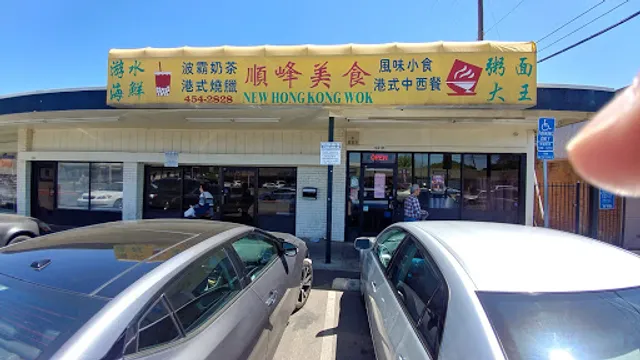 游水
海鮮
波霸奶茶
港式燒臘
454-2828
順峰美食
NEW HONG KONG WOK
風味小食
港式中西餐
粥面
大王
OPEN